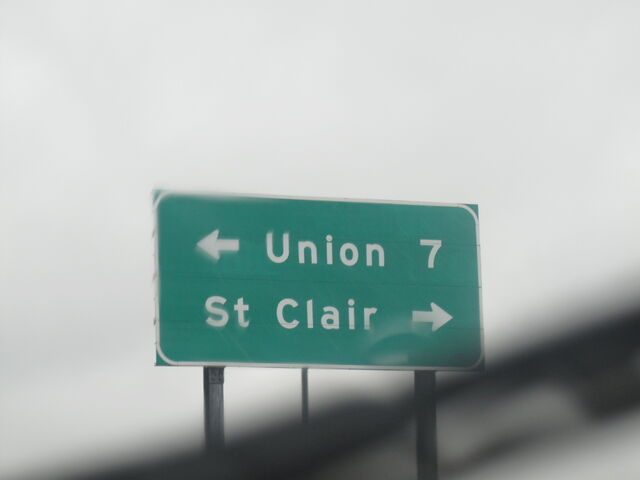 ← Union 7
St Clair →